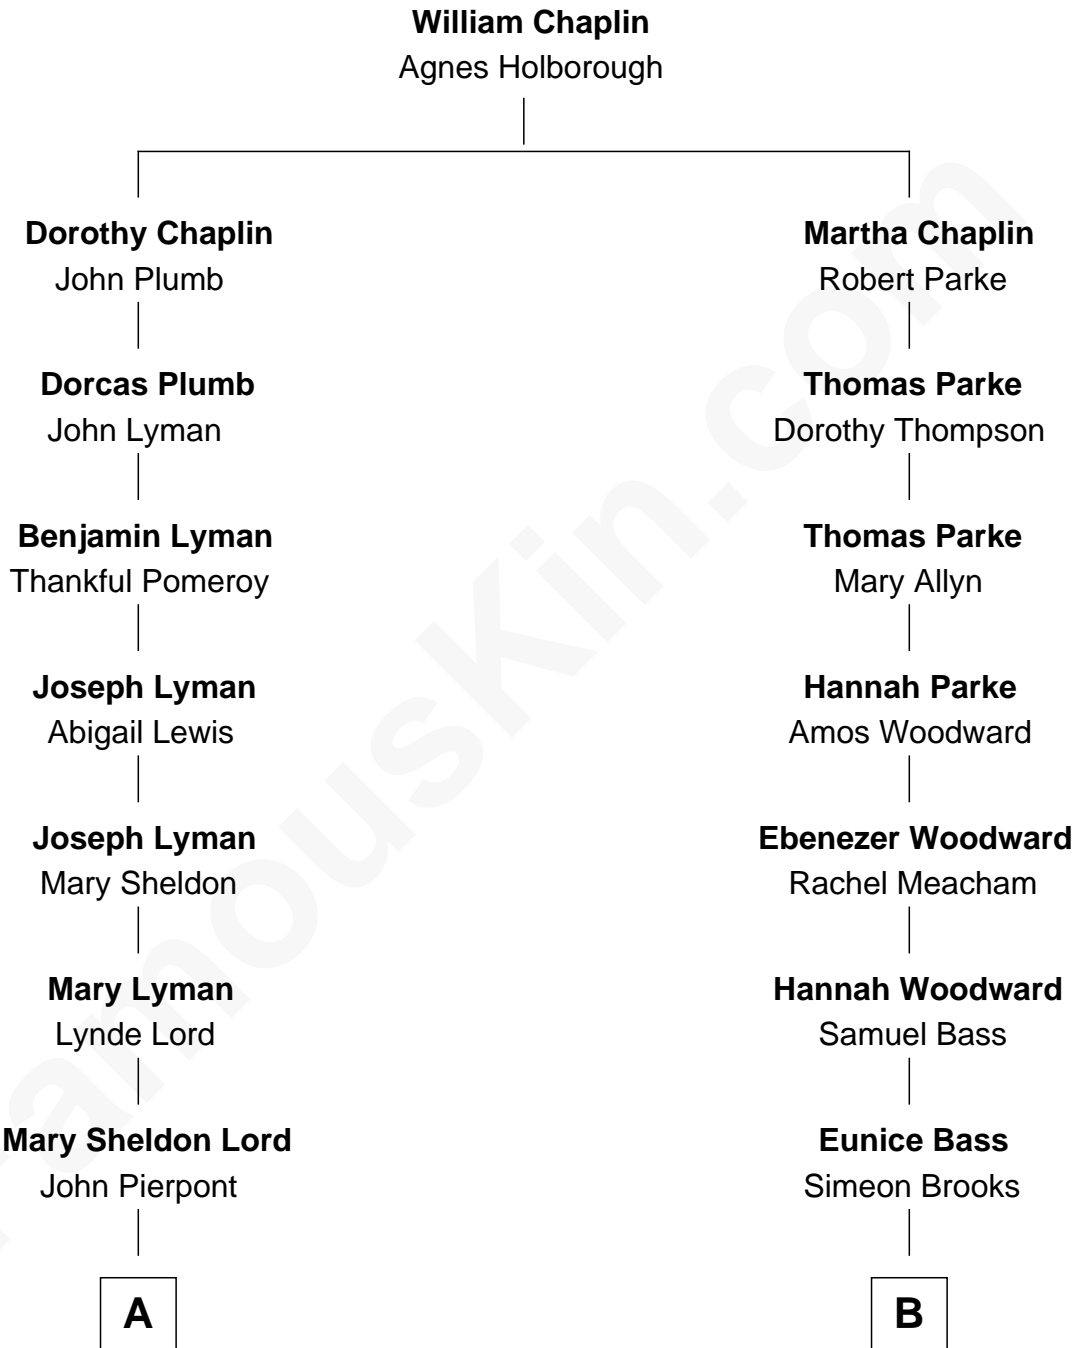 William Chaplin
Agnes Holborough
Dorothy Chaplin
John Plumb
Martha Chaplin
Robert Parke
Dorcas Plumb
John Lyman
Thomas Parke
Dorothy Thompson
Benjamin Lyman
Thankful Pomeroy
Thomas Parke
Mary Allyn
Joseph Lyman
Abigail Lewis
Hannah Parke
Amos Woodward
Joseph Lyman
Mary Sheldon
Ebenezer Woodward
Rachel Meacham
Mary Lyman
Lynde Lord
Hannah Woodward
Samuel Bass
Mary Sheldon Lord
John Pierpont
Eunice Bass
Simeon Brooks
A
B
FamousKin.com